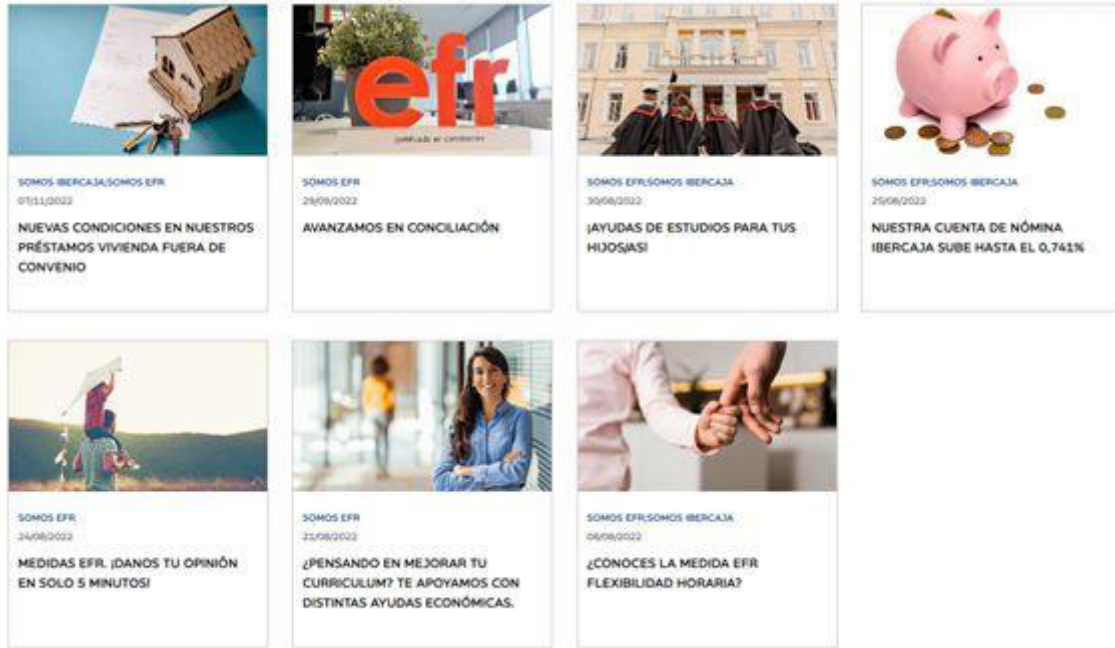 efr
SOMOS IBERCAJA;SOMOS EFR
07/11/2022
NUEVAS CONDICIONES EN NUESTROS
PRÉSTAMOS VIVIENDA FUERA DE
CONVENIO
SOMOS EFR
29/09/2022
AVANZAMOS EN CONCILIACIÓN
SOMOS EFR;SOMOS IBERCAJA
30/08/2022
¡AYUDAS DE ESTUDIOS PARA TUS
HIJOS/AS!
SOMOS EFR;SOMOS IBERCAJA
25/08/2022
NUESTRA CUENTA DE NÓMINA
IBERCAJA SUBE HASTA EL 0,741%
SOMOS EFR
24/08/2022
MEDIDAS EFR. ¡DANOS TU OPINIÓN
EN SOLO 5 MINUTOS!
SOMOS EFR
21/08/2022
¿PENSANDO EN MEJORAR TU
CURRICULUM? TE APOYAMOS CON
DISTINTAS AYUDAS ECONÓMICAS.
SOMOS EFR;SOMOS IBERCAJA
08/08/2022
¿CONOCES LA MEDIDA EFR
FLEXIBILIDAD HORARIA?